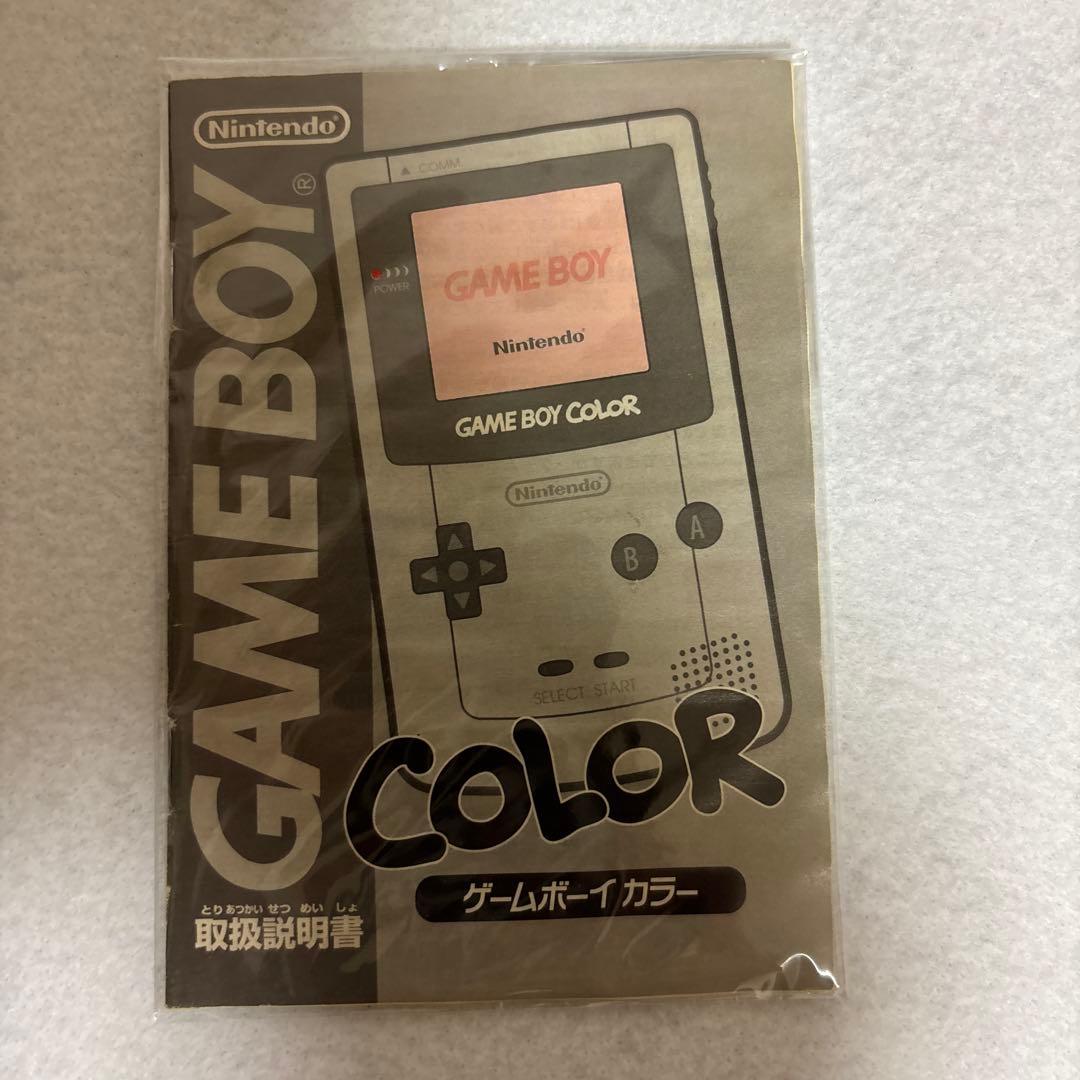 Nintendo®
GAME BOY®
▲ COMM.
POWER
GAME BOY
Nintendo®
GAME BOY COLOR
Nintendo®
B
A
SELECT START
COLOR
ゲームボーイ カラー
とりあつかい せつ めい しょ
取扱説明書